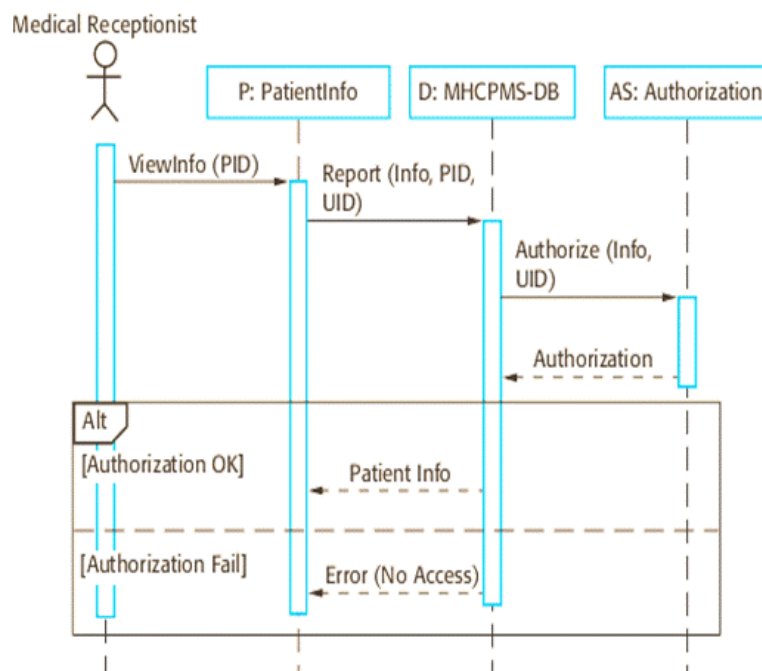 Medical Receptionist
P: PatientInfo
D: MHCPMS-DB
AS: Authorization
ViewInfo (PID)
Report (Info, PID,
UID)
Authorize (Info,
UID)
Authorization
Alt
[Authorization OK]
Patient Info
[Authorization Fail]
Error (No Access)